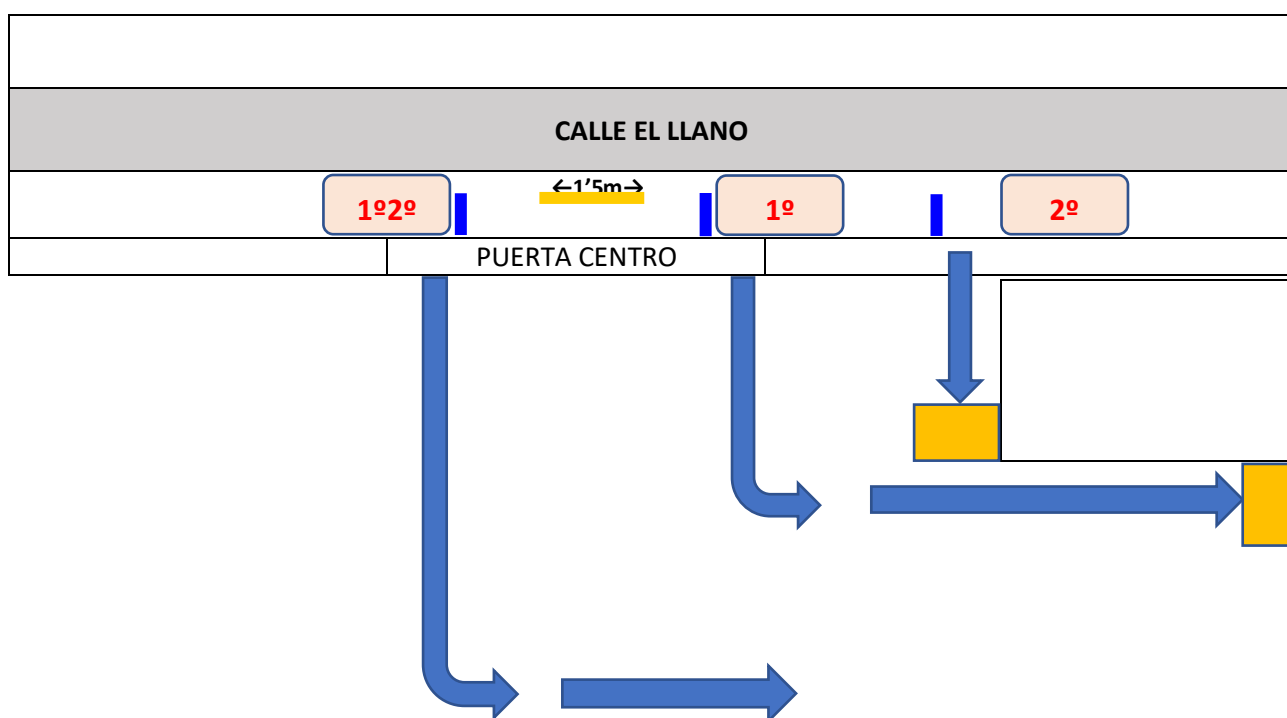 CALLE EL LLANO
←1’5m→
1º2º
1º
2º
PUERTA CENTRO